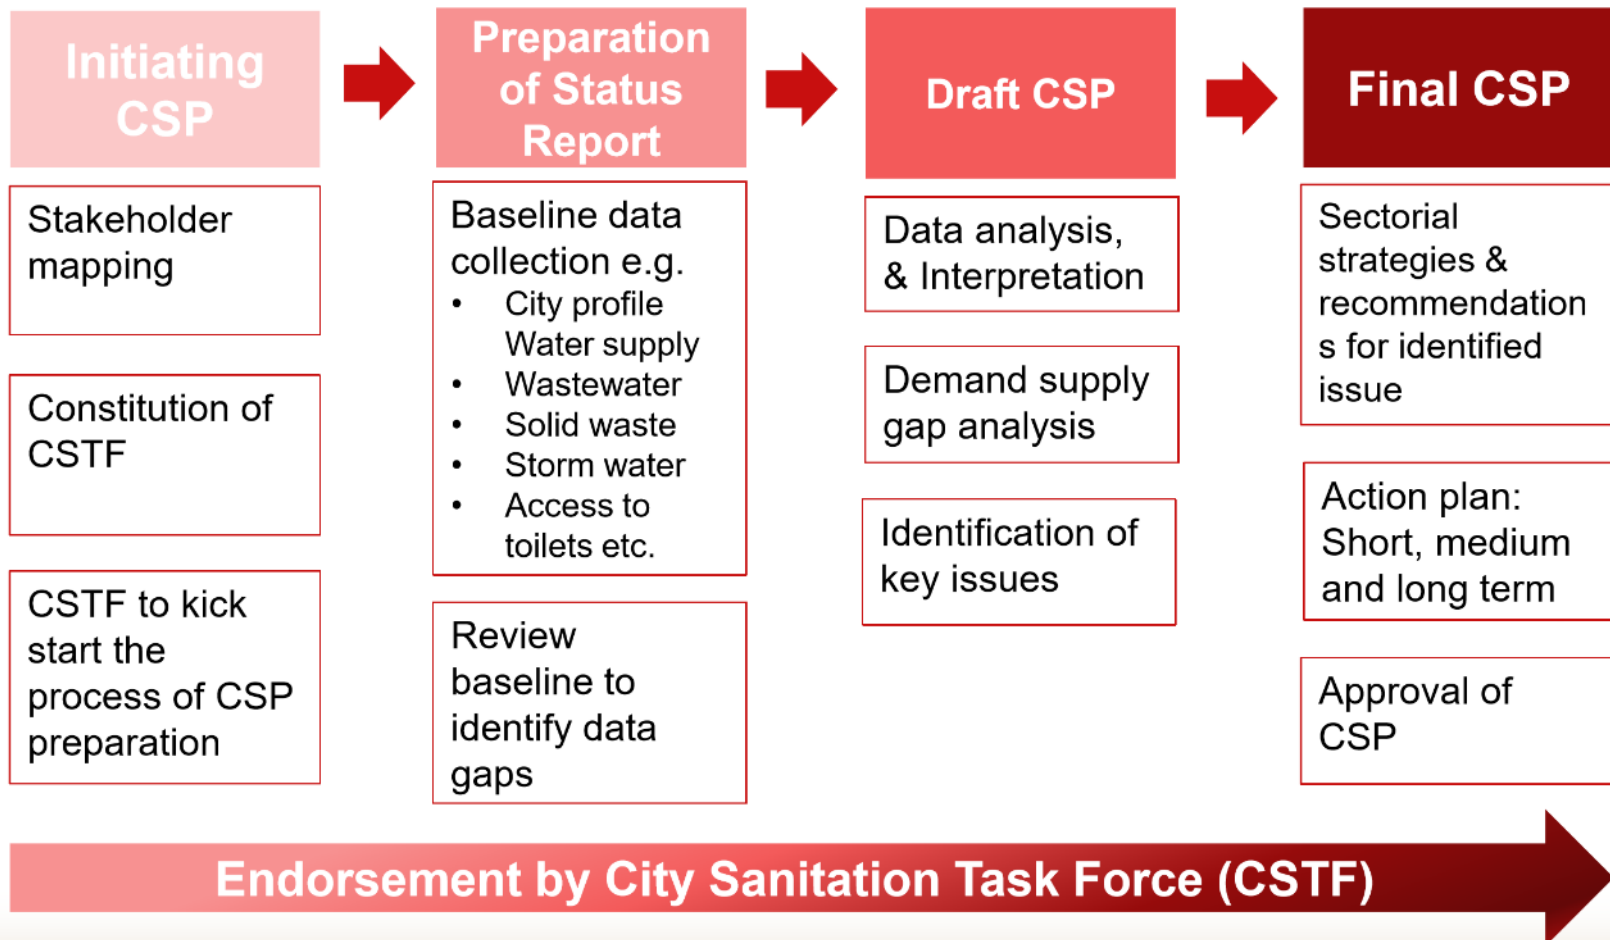 Initiating
CSP
Preparation
of Status
Report
Draft CSP
Final CSP
Stakeholder
mapping
Constitution of
CSTF
CSTF to kick
start the
process of CSP
preparation
Baseline data
collection e.g.
• City profile
Water supply
• Wastewater
• Solid waste
• Storm water
• Access to
toilets etc.
Review
baseline to
identify data
gaps
Data analysis,
& Interpretation
Demand supply
gap analysis
Identification of
key issues
Sectorial
strategies &
recommendation
s for identified
issue
Action plan:
Short, medium
and long term
Approval of
CSP
Endorsement by City Sanitation Task Force (CSTF)